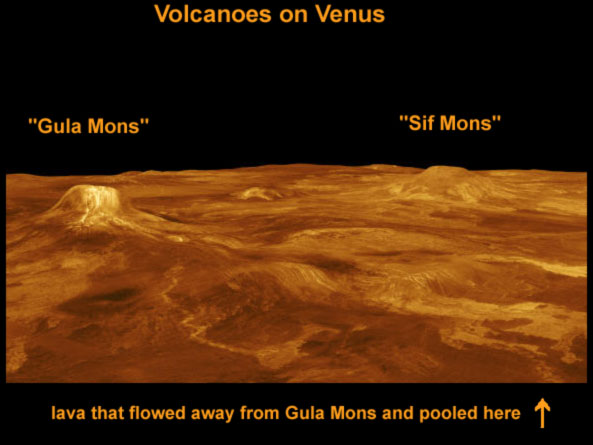 Volcanoes on Venus
"Gula Mons"
"Sif Mons"
lava that flowed away from Gula Mons and pooled here